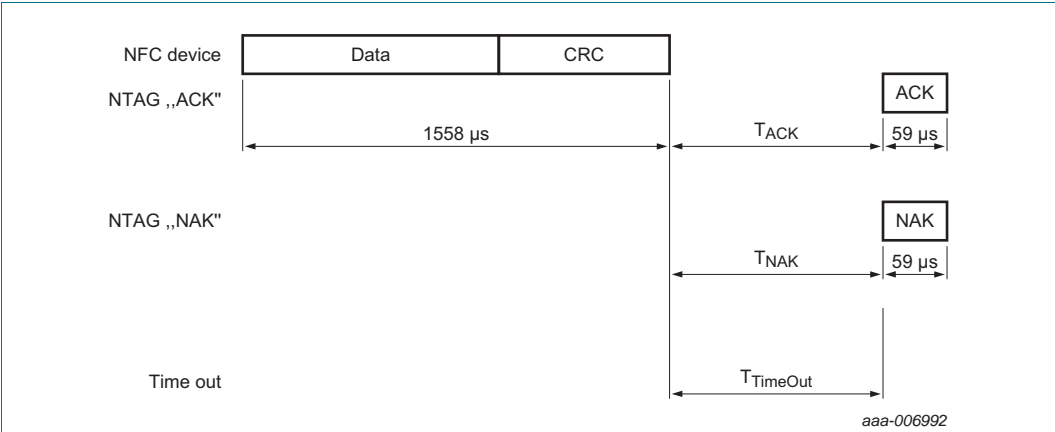 NFC device Data CRC
NTAG ,,ACK" ACK
1558 µs TACK 59 µs
NTAG ,,NAK" NAK
TNAK 59 µs
Time out TTimeOut
aaa-006992